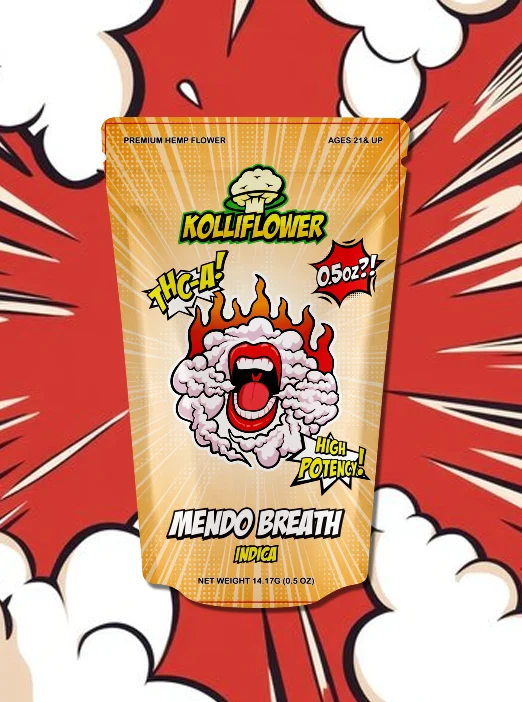 PREMIUM HEMP FLOWER
AGES 21& UP
KOLLIFLOWER
THC-A!
0.5oz?!
HIGH
POTENCY!
MENDO BREATH
INDICA
NET WEIGHT 14.17G (0.5 OZ)